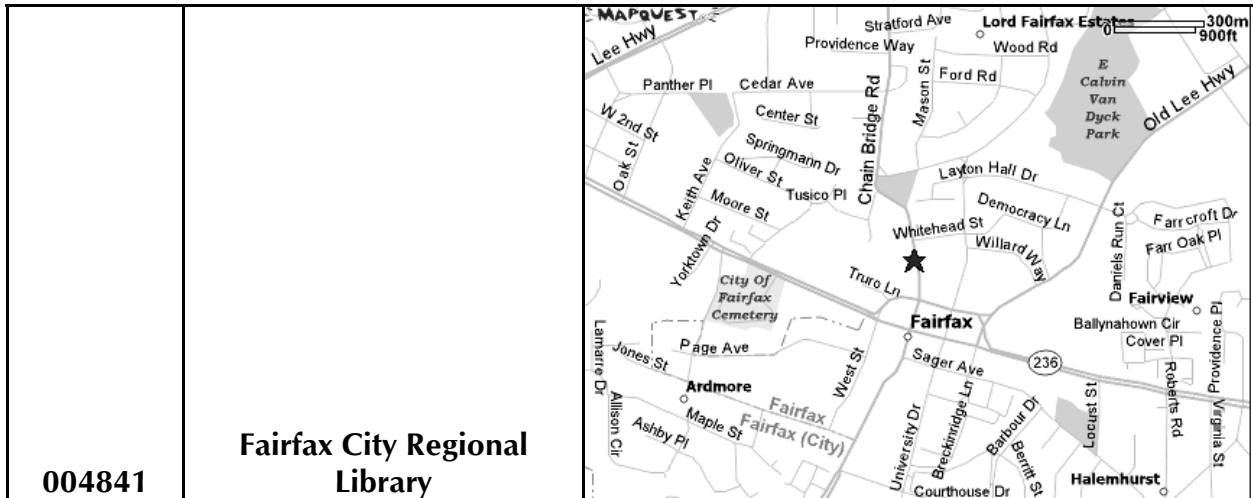 004841
Fairfax City Regional
Library
MAPQUEST
300m
0
900ft
Lee Hwy
Stratford Ave
Lord Fairfax Estates
Providence Way
Wood Rd
Ford Rd
Mason St
Panther Pl
Cedar Ave
Center St
Chain Bridge Rd
E
Calvin
Van
Dyck
Park
Old Lee Hwy
W 2nd St
Oak St
Springmann Dr
Oliver St
Tusico Pl
Keith Ave
Moore St
Layton Hall Dr
Democracy Ln
Whitehead St
Willard Way
Daniels Run Ct
Farrcroft Dr
Farr Oak Pl
Yorktown Dr
City Of
Fairfax
Cemetery
Truro Ln
Fairfax
Fairview
Ballynahown Cir
Cover Pl
Providence Pl
Lamarre Dr
Jones St
Page Ave
West St
Sager Ave
236
Ardmore
Allison Cir
Ashby Pl
Maple St
Fairfax
Fairfax (City)
University Dr
Breckinridge Ln
Barbour Dr
Berritt St
Locust St
Roberts Rd
Virginia St
Courthouse Dr
Halemhurst